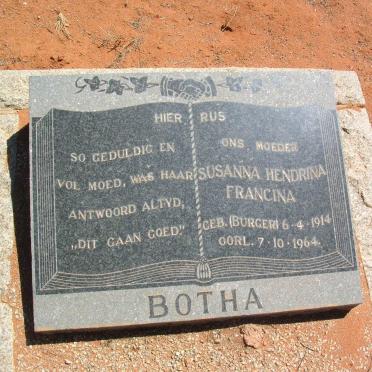 HIER RUS
SO GEDULDIG EN
VOL MOED, WAS HAAR
ANTWOORD ALTYD,
„DIT GAAN GOED."
ONS MOEDER
SUSANNA HENDRINA
FRANCINA
GEB. (BURGER) 6-4-1914
OORL. 7-10-1964.
BOTHA